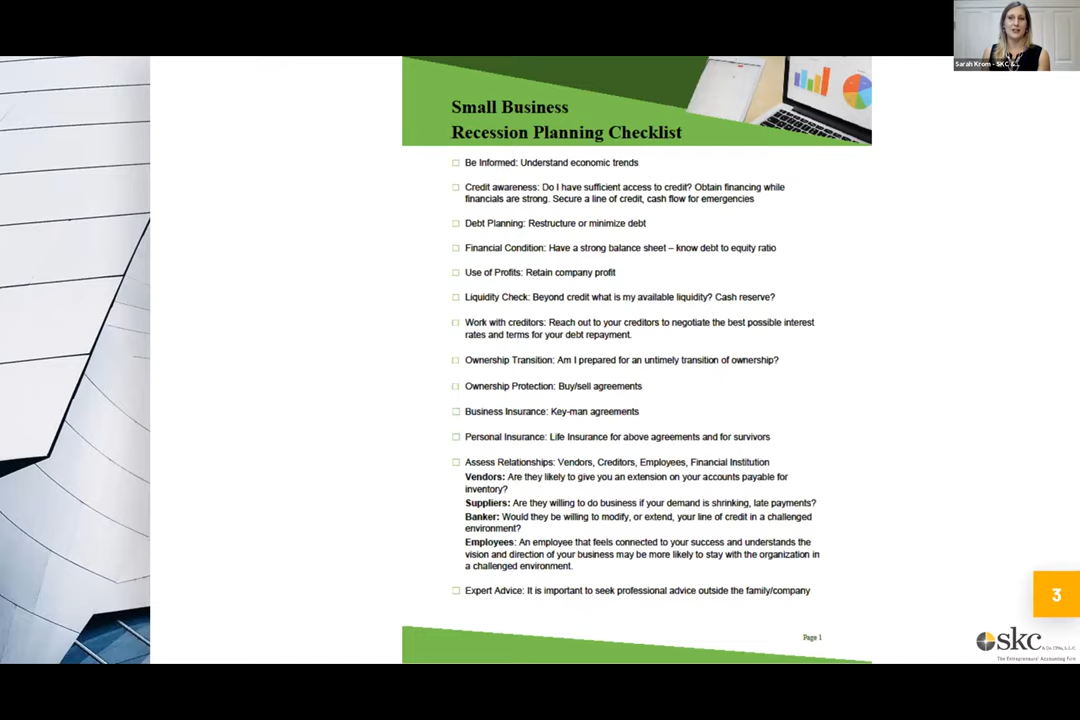 Sarah Krom - SKC &...
Small Business
Recession Planning Checklist
Be Informed: Understand economic trends
Credit awareness: Do I have sufficient access to credit? Obtain financing while
financials are strong. Secure a line of credit, cash flow for emergencies
Debt Planning: Restructure or minimize debt
Financial Condition: Have a strong balance sheet – know debt to equity ratio
Use of Profits: Retain company profit
Liquidity Check: Beyond credit what is my available liquidity? Cash reserve?
Work with creditors: Reach out to your creditors to negotiate the best possible interest
rates and terms for your debt repayment.
Ownership Transition: Am I prepared for an untimely transition of ownership?
Ownership Protection: Buy/sell agreements
Business Insurance: Key-man agreements
Personal Insurance: Life Insurance for above agreements and for survivors
Assess Relationships: Vendors, Creditors, Employees, Financial Institution
Vendors: Are they likely to give you an extension on your accounts payable for
inventory?
Suppliers: Are they willing to do business if your demand is shrinking, late payments?
Banker: Would they be willing to modify, or extend, your line of credit in a challenged
environment?
Employees: An employee that feels connected to your success and understands the
vision and direction of your business may be more likely to stay with the organization in
a challenged environment.
Expert Advice: It is important to seek professional advice outside the family/company
Page 1
3
skc & Co. CPAs, L.L.C.
The Entrepreneurs' Accounting Firm